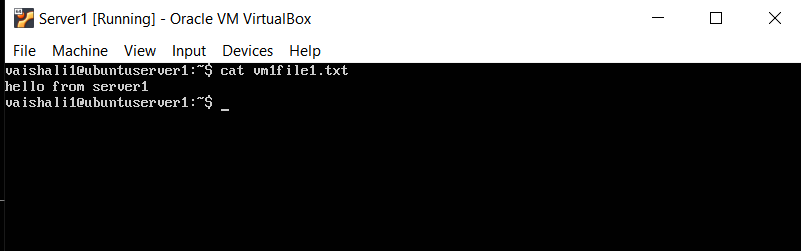 Server1 [Running] - Oracle VM VirtualBox
File Machine View Input Devices Help
vaishali1@ubuntuserver1:~$ cat vm1file1.txt
hello from server1
vaishali1@ubuntuserver1:~$ _